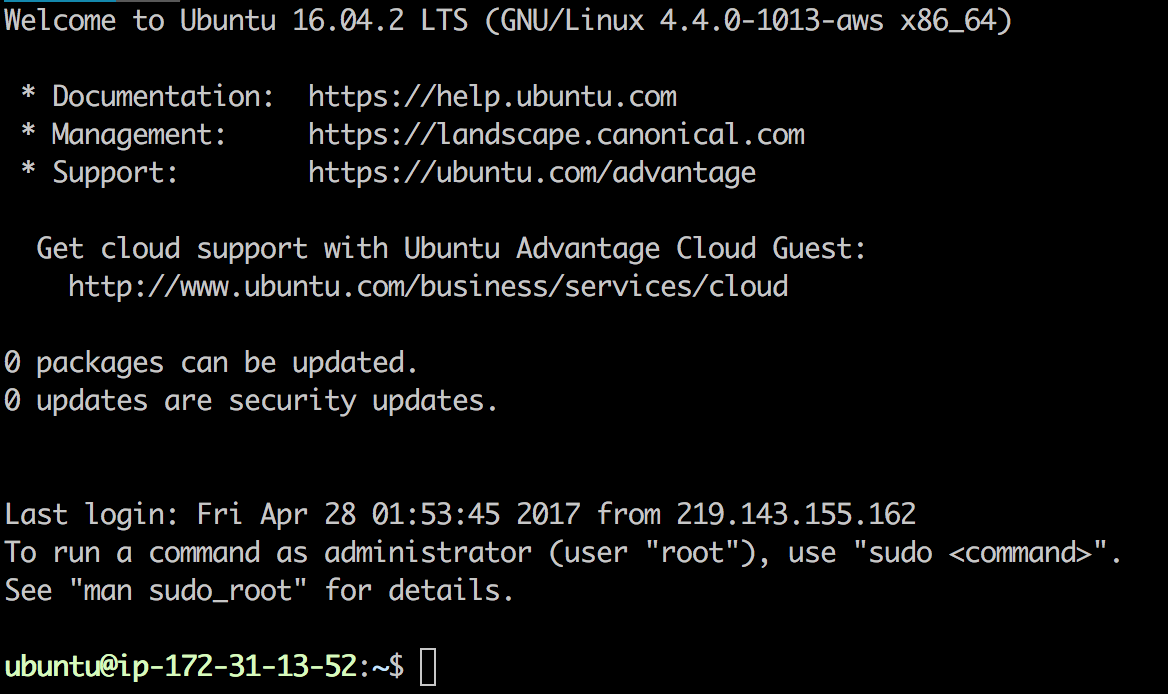 Welcome to Ubuntu 16.04.2 LTS (GNU/Linux 4.4.0-1013-aws x86_64)
* Documentation:  https://help.ubuntu.com
* Management:     https://landscape.canonical.com
* Support:        https://ubuntu.com/advantage
Get cloud support with Ubuntu Advantage Cloud Guest:
http://www.ubuntu.com/business/services/cloud
0 packages can be updated.
0 updates are security updates.
Last login: Fri Apr 28 01:53:45 2017 from 219.143.155.162
To run a command as administrator (user "root"), use "sudo <command>".
See "man sudo_root" for details.
ubuntu@ip-172-31-13-52:~$